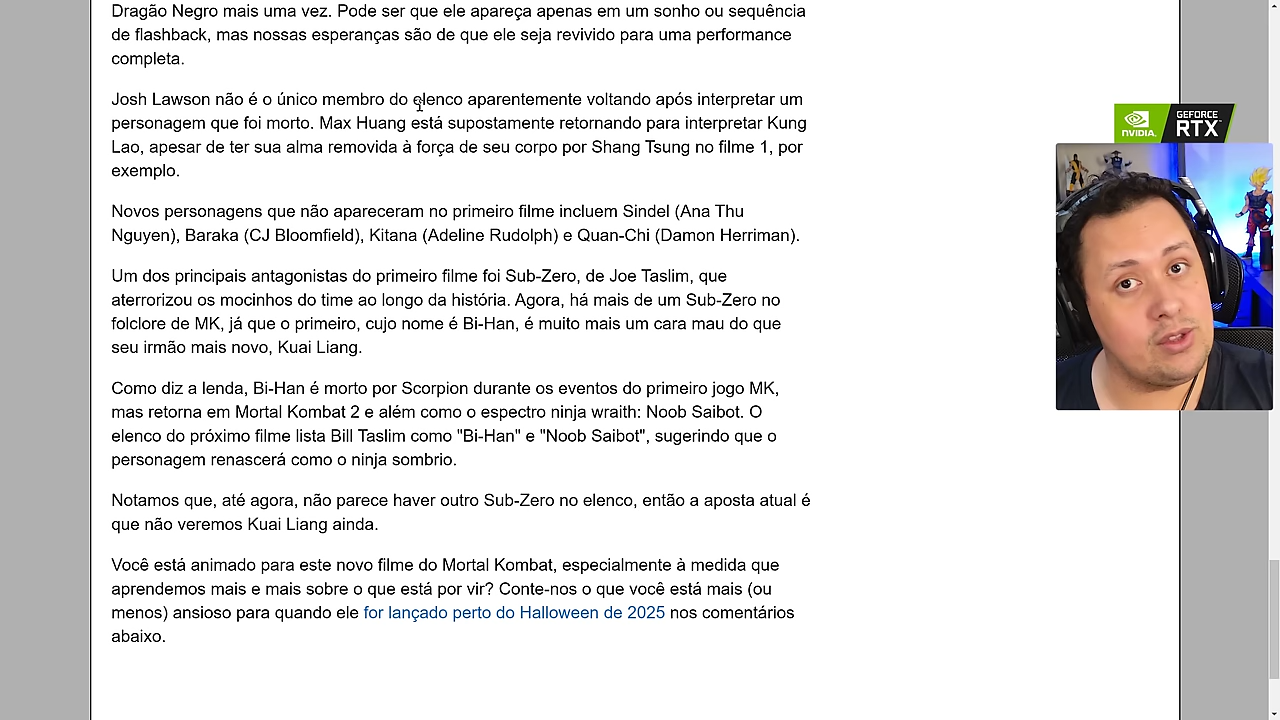 Dragão Negro mais uma vez. Pode ser que ele apareça apenas em um sonho ou sequência
de flashback, mas nossas esperanças são de que ele seja revivido para uma performance
completa.
Josh Lawson não é o único membro do elenco aparentemente voltando após interpretar um
personagem que foi morto. Max Huang está supostamente retornando para interpretar Kung
Lao, apesar de ter sua alma removida à força de seu corpo por Shang Tsung no filme 1, por
exemplo.
Novos personagens que não apareceram no primeiro filme incluem Sindel (Ana Thu
Nguyen), Baraka (CJ Bloomfield), Kitana (Adeline Rudolph) e Quan-Chi (Damon Herriman).
Um dos principais antagonistas do primeiro filme foi Sub-Zero, de Joe Taslim, que
aterrorizou os mocinhos do time ao longo da história. Agora, há mais de um Sub-Zero no
folclore de MK, já que o primeiro, cujo nome é Bi-Han, é muito mais um cara mau do que
seu irmão mais novo, Kuai Liang.
Como diz a lenda, Bi-Han é morto por Scorpion durante os eventos do primeiro jogo MK,
mas retorna em Mortal Kombat 2 e além como o espectro ninja wraith: Noob Saibot. O
elenco do próximo filme lista Bill Taslim como "Bi-Han" e "Noob Saibot", sugerindo que o
personagem renascerá como o ninja sombrio.
Notamos que, até agora, não parece haver outro Sub-Zero no elenco, então a aposta atual é
que não veremos Kuai Liang ainda.
Você está animado para este novo filme do Mortal Kombat, especialmente à medida que
aprendemos mais e mais sobre o que está por vir? Conte-nos o que você está mais (ou
menos) ansioso para quando ele for lançado perto do Halloween de 2025 nos comentários
abaixo.
NVIDIA.
GEFORCE
RTX